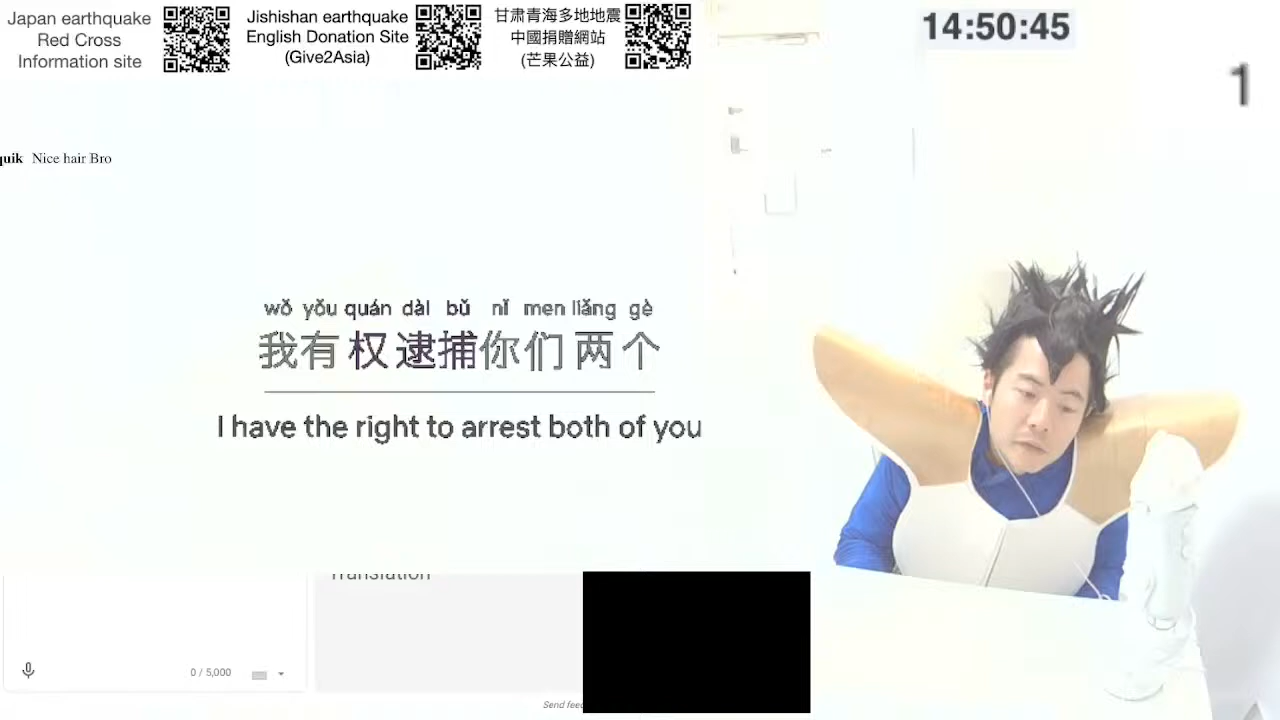 Japan earthquake
Red Cross
Information site
Jishishan earthquake
English Donation Site
(Give2Asia)
甘肅青海多地地震
中國捐贈網站
(芒果公益)
14:50:45
1
quik Nice hair Bro
wǒ yǒu quán dài bǔ nǐ men liǎng gè
我有权逮捕你们两个
I have the right to arrest both of you
Translation
0 / 5,000
Send feed